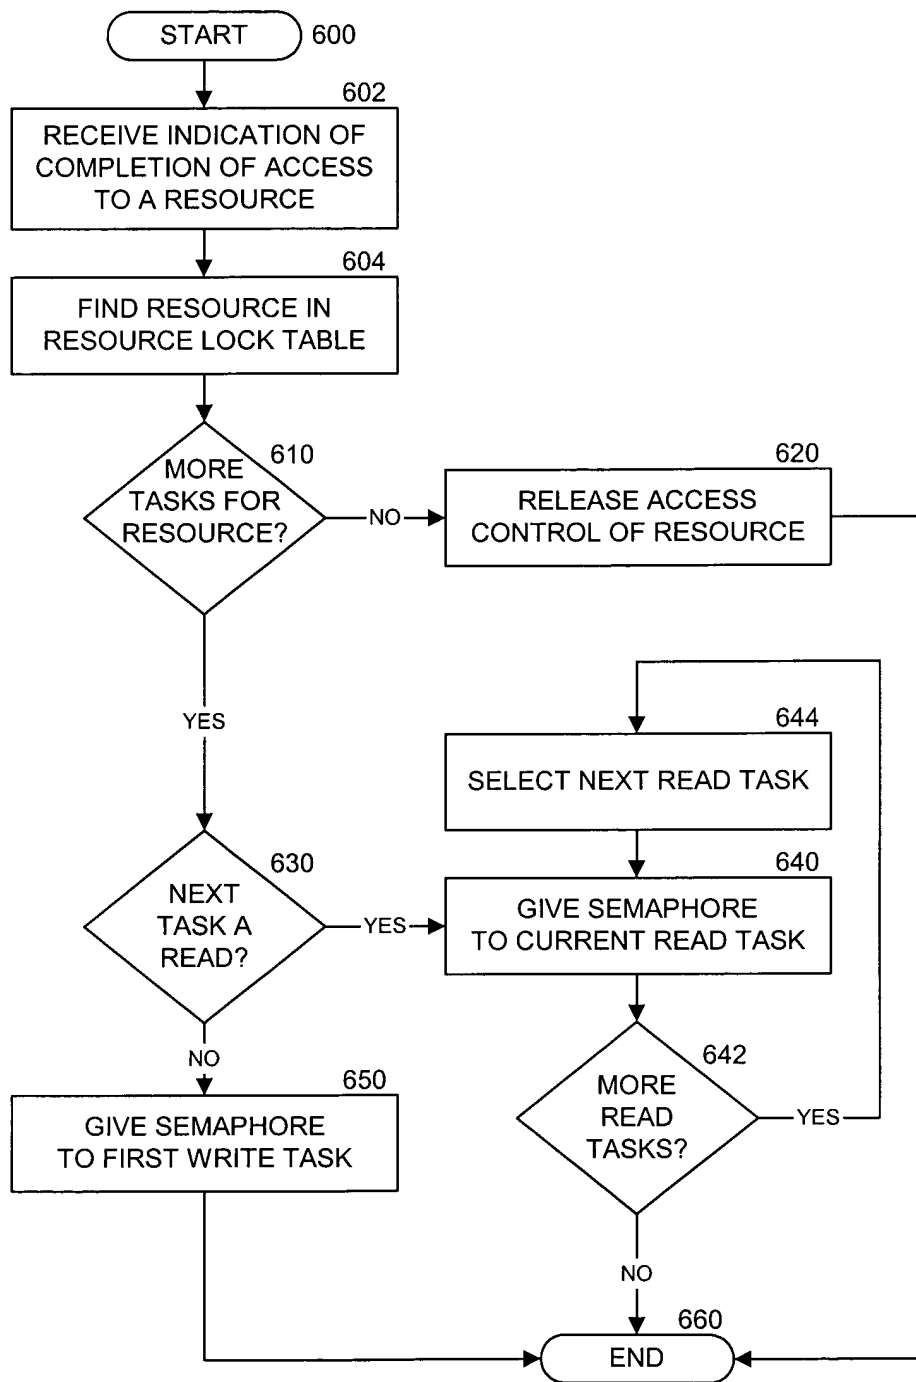 START
600
602
RECEIVE INDICATION OF
COMPLETION OF ACCESS
TO A RESOURCE
604
FIND RESOURCE IN
RESOURCE LOCK TABLE
610
MORE
TASKS FOR
RESOURCE?
NO
620
RELEASE ACCESS
CONTROL OF RESOURCE
YES
644
SELECT NEXT READ TASK
630
NEXT
TASK A
READ?
YES
640
GIVE SEMAPHORE
TO CURRENT READ TASK
NO
642
MORE
READ
TASKS?
YES
650
GIVE SEMAPHORE
TO FIRST WRITE TASK
NO
660
END